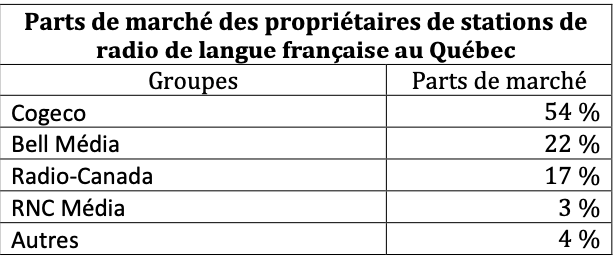 Parts de marché des propriétaires de stations de
radio de langue française au Québec
Groupes Parts de marché
Cogeco 54 %
Bell Média 22 %
Radio-Canada 17 %
RNC Média 3 %
Autres 4 %